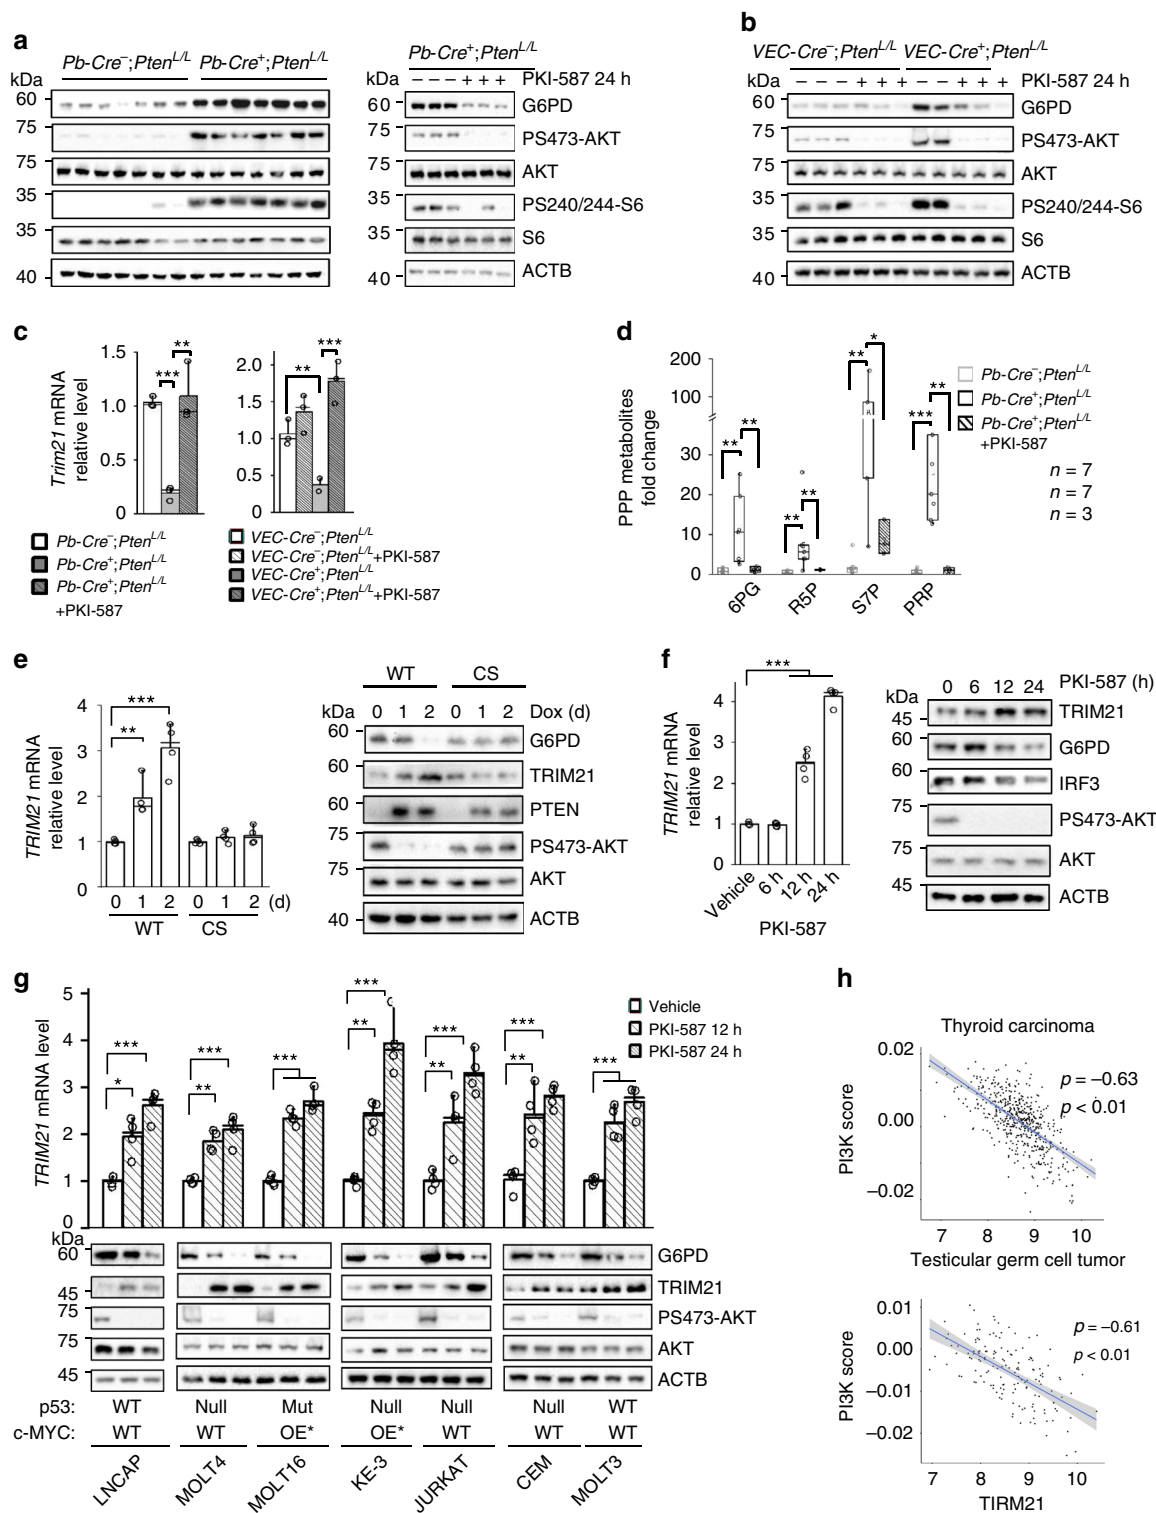 a
Pb-Cre⁻;Pten^L/L Pb-Cre⁺;Pten^L/L
kDa
60
75
75
35
35
40
Pb-Cre⁺;Pten^L/L
kDa − − − + + + PKI-587 24 h
60 G6PD
75 PS473-AKT
75 AKT
35 PS240/244-S6
35 S6
40 ACTB
b
VEC-Cre⁻;Pten^L/L VEC-Cre⁺;Pten^L/L
kDa − − − + + + − − + + + PKI-587 24 h
60 G6PD
75 PS473-AKT
75 AKT
35 PS240/244-S6
35 S6
40 ACTB
c
Trim21 mRNA
relative level
1.5
1.0
0.5
0
*** **
2.0
1.5
1.0
0.5
0
** ***
Pb-Cre⁻;Pten^L/L
Pb-Cre⁺;Pten^L/L
Pb-Cre⁺;Pten^L/L
+PKI-587
VEC-Cre⁻;Pten^L/L
VEC-Cre⁻;Pten^L/L+PKI-587
VEC-Cre⁺;Pten^L/L
VEC-Cre⁺;Pten^L/L+PKI-587
d
PPP metabolites
fold change
200
100
30
20
10
0
** ** ** ** ** * *** **
6PG R5P S7P PRP
Pb-Cre⁻;Pten^L/L
Pb-Cre⁺;Pten^L/L
Pb-Cre⁺;Pten^L/L
+PKI-587
n = 7
n = 7
n = 3
e
TRIM21 mRNA
relative level
4
3
2
1
0
***
**
0 1 2 0 1 2 (d)
WT CS
WT CS
kDa 0 1 2 0 1 2 Dox (d)
60 G6PD
TRIM21
60 PTEN
75 PS473-AKT
AKT
40 ACTB
f
TRIM21 mRNA
relative level
4
3
2
1
0
***
Vehicle 6 h 12 h 24 h
PKI-587
kDa 0 6 12 24 PKI-587 (h)
45 TRIM21
60 G6PD
60 IRF3
75 PS473-AKT
75 AKT
45 ACTB
g
TRIM21 mRNA level
5
4
3
2
1
0
*** * *** ** *** *** ** *** ** *** ** ***
Vehicle
PKI-587 12 h
PKI-587 24 h
kDa
60 G6PD
45 TRIM21
75 PS473-AKT
75 AKT
45 ACTB
p53: WT Null Mut Null Null Null WT
c-MYC: WT WT OE* OE* WT WT WT
LNCAP MOLT4 MOLT16 KE-3 JURKAT CEM MOLT3
h
Thyroid carcinoma
PI3K score
0.02
0.00
−0.02
p = −0.63
p < 0.01
7 8 9 10
Testicular germ cell tumor
PI3K score
0.01
0.00
−0.01
−0.02
p = −0.61
p < 0.01
7 8 9 10
TIRM21